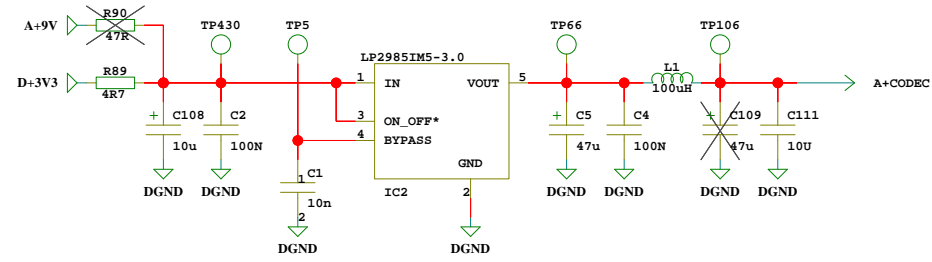 R90
A+9V
47R
TP430
TP5
TP66
TP106
LP2985IM5-3.0
R89
D+3V3
4R7
1
IN
VOUT
5
L1
100uH
A+CODEC
+
C108
10u
C2
100N
3
ON_OFF*
4
BYPASS
+
C5
47u
C4
100N
+
C109
47u
C111
10U
GND
2
IC2
1
C1
10n
2
DGND
DGND
DGND
DGND
DGND
DGND
DGND
DGND